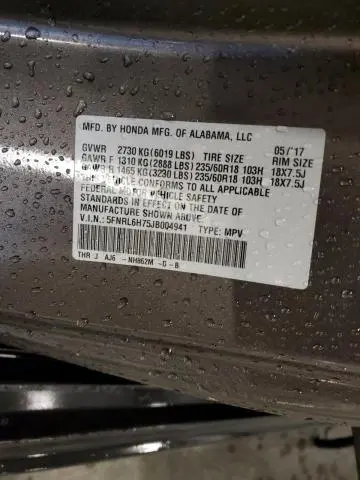 MFD. BY HONDA MFG. OF ALABAMA, LLC 05/'17
GVWR 2730 KG (6019 LBS) TIRE SIZE RIM SIZE
GAWR F 1310 KG (2888 LBS) 235/60R18 103H 18X7.5J
GAWR R 1465 KG (3230 LBS) 235/60R18 103H 18X7.5J
THIS VEHICLE CONFORMS TO ALL APPLICABLE
FEDERAL MOTOR VEHICLE SAFETY
STANDARDS IN EFFECT ON THE DATE OF
MANUFACTURE SHOWN ABOVE.
V.I.N.: 5FNRL6H75JB004941 TYPE: MPV
THR J AJ6 -NH862M -D -B